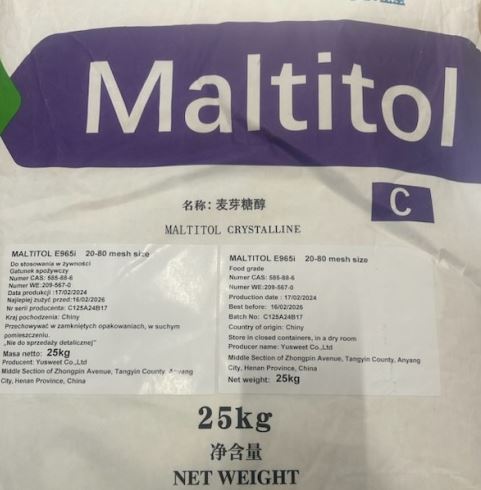 Maltitol
C
名称：麦芽糖醇
MALTITOL CRYSTALLINE
MALTITOL E965i 20-80 mesh size
Do stosowania w żywności
Gatunek spożywczy
Numer CAS: 585-88-6
Numer WE:209-567-0
Data produkcji :17/02/2024
Najlepiej zużyć przed:16/02/2026
Nr serii producenta: C125A24B17
Kraj pochodzenia: Chiny
Przechowywać w zamkniętych opakowaniach, w suchym
pomieszczeniu.
„Nie do sprzedaży detalicznej"
Masa netto: 25kg
Producent: Yusweet Co.,Ltd
Middle Section of Zhongpin Avenue, Tangyin County, Anyang
City, Henan Province, China
MALTITOL E965i 20-80 mesh size
Food grade
Numer CAS: 585-88-6
Numer WE:209-567-0
Production date : 17/02/2024
Best before: 16/02/2026
Batch No: C125A24B17
Country of origin: Chiny
Store in closed containers, in a dry room
Producer name: Yusweet Co.,Ltd
Middle Section of Zhongpin Avenue, Tangyin County, Anyang
City, Henan Province, China
Net weight: 25kg
25kg
净含量
NET WEIGHT